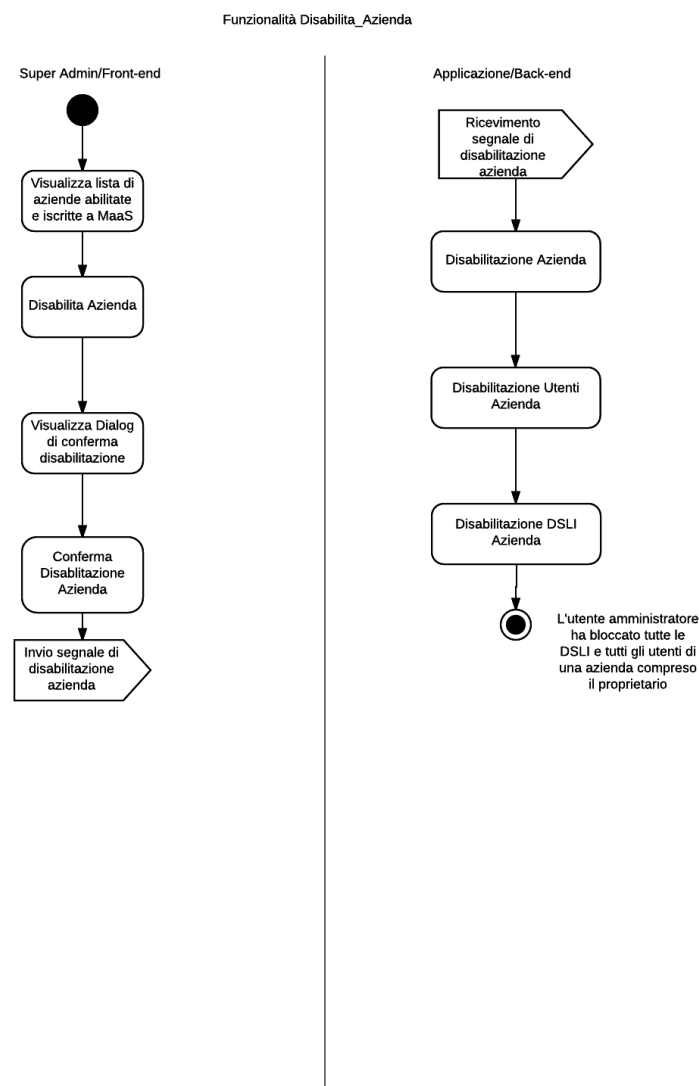 Funzionalità Disabilita_Azienda
Super Admin/Front-end
Visualizza lista di
aziende abilitate
e iscritte a MaaS
Disabilita Azienda
Visualizza Dialog
di conferma
disabilitazione
Conferma
Disablitazione
Azienda
Invio segnale di
disabilitazione
azienda
Applicazione/Back-end
Ricevimento
segnale di
disabilitazione
azienda
Disabilitazione Azienda
Disabilitazione Utenti
Azienda
Disabilitazione DSLI
Azienda
L'utente amministratore
ha bloccato tutte le
DSLI e tutti gli utenti di
una azienda compreso
il proprietario